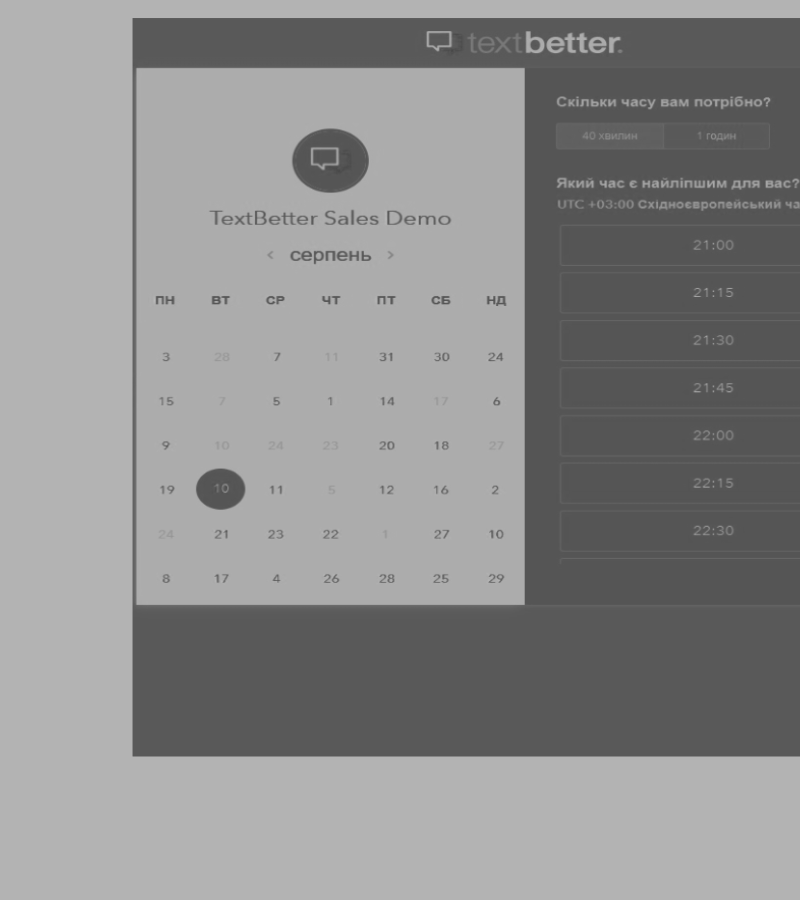 textbetter.
TextBetter Sales Demo
< серпень >
ПН ВТ СР ЧТ ПТ СБ НД
3 28 7 11 31 30 24
15 7 5 1 14 17 6
9 10 24 23 20 18 27
19 10 11 5 12 16 2
24 21 23 22 1 27 10
8 17 4 26 28 25 29
Скільки часу вам потрібно?
40 хвилин 1 годин
Який час є найліпшим для вас?
UTC +03:00 Східноєвропейський ча
21:00
21:15
21:30
21:45
22:00
22:15
22:30